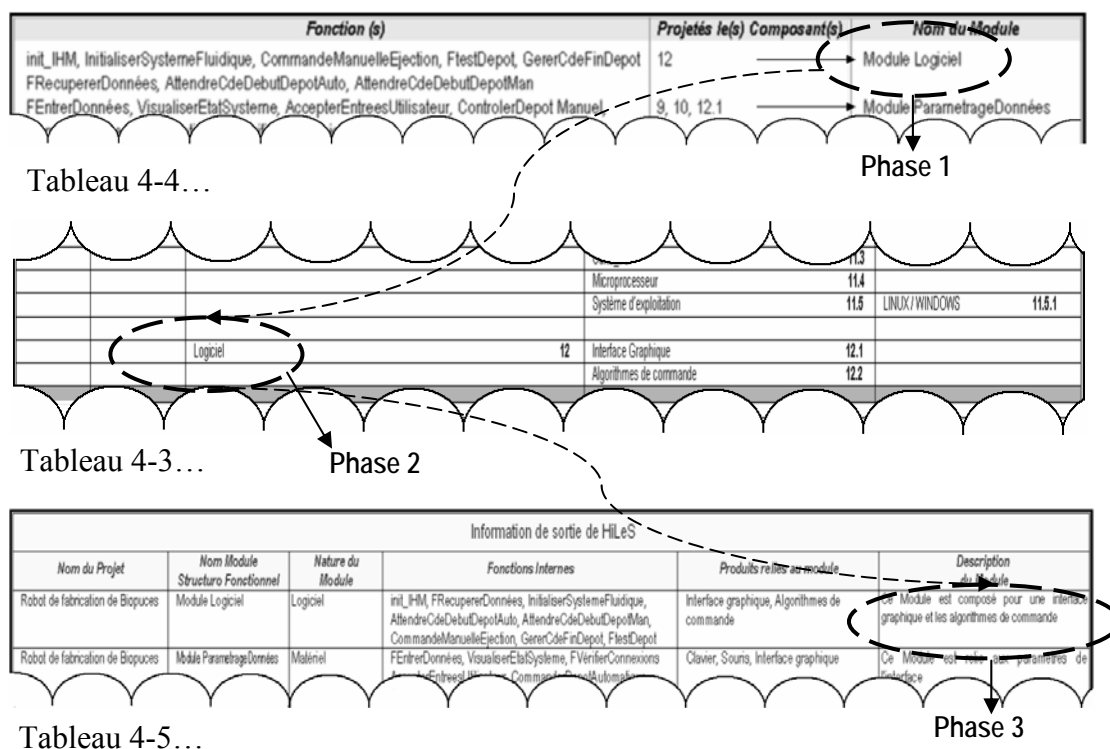 Fonction (s) Projetés le(s) Composant(s) Nom du Module
init_IHM, InitialiserSystemeFluidique, CommandeManuelleEjection, FtestDepot, GererCdeFinDepot 12 Module Logiciel
FRecupererDonnées, AttendreCdeDebutDepotAuto, AttendreCdeDebutDepotMan
FEntrerDonnées, VisualiserEtatSysteme, AccepterEntreesUtilisateur, ControlerDepot Manuel, 9, 10, 12.1 Module ParametrageDonnées
Phase 1
Tableau 4-4…
11.3
Microprocesseur 11.4
Système d'exploitation 11.5 LINUX / WINDOWS 11.5.1
Logiciel 12 Interface Graphique 12.1
Algorithmes de commande 12.2
Tableau 4-3…
Phase 2
Information de sortie de HiLeS
Nom du Projet Nom Module Structuro Fonctionnel Nature du Module Fonctions Internes Produits reliés au module Description du Module
Robot de fabrication de Biopuces Module Logiciel Logiciel init_IHM, FRecupererDonnées, InitialiserSystemeFluidique, Interface graphique, Algorithmes de Ce Module est composé pour une interface
AttendreCdeDebutDepotAuto, AttendreCdeDebutDepotMan, commande graphique et les algorithmes de commande
CommandeManuelleEjection, GererCdeFinDepot, FtestDepot
Robot de fabrication de Biopuces Module ParametrageDonnées Matériel FEntrerDonnées, VisualiserEtatSysteme, FVérifierConnexions Clavier, Souris, Interface graphique Ce Module est relié aux paramètres de
l'interface
Phase 3
Tableau 4-5…